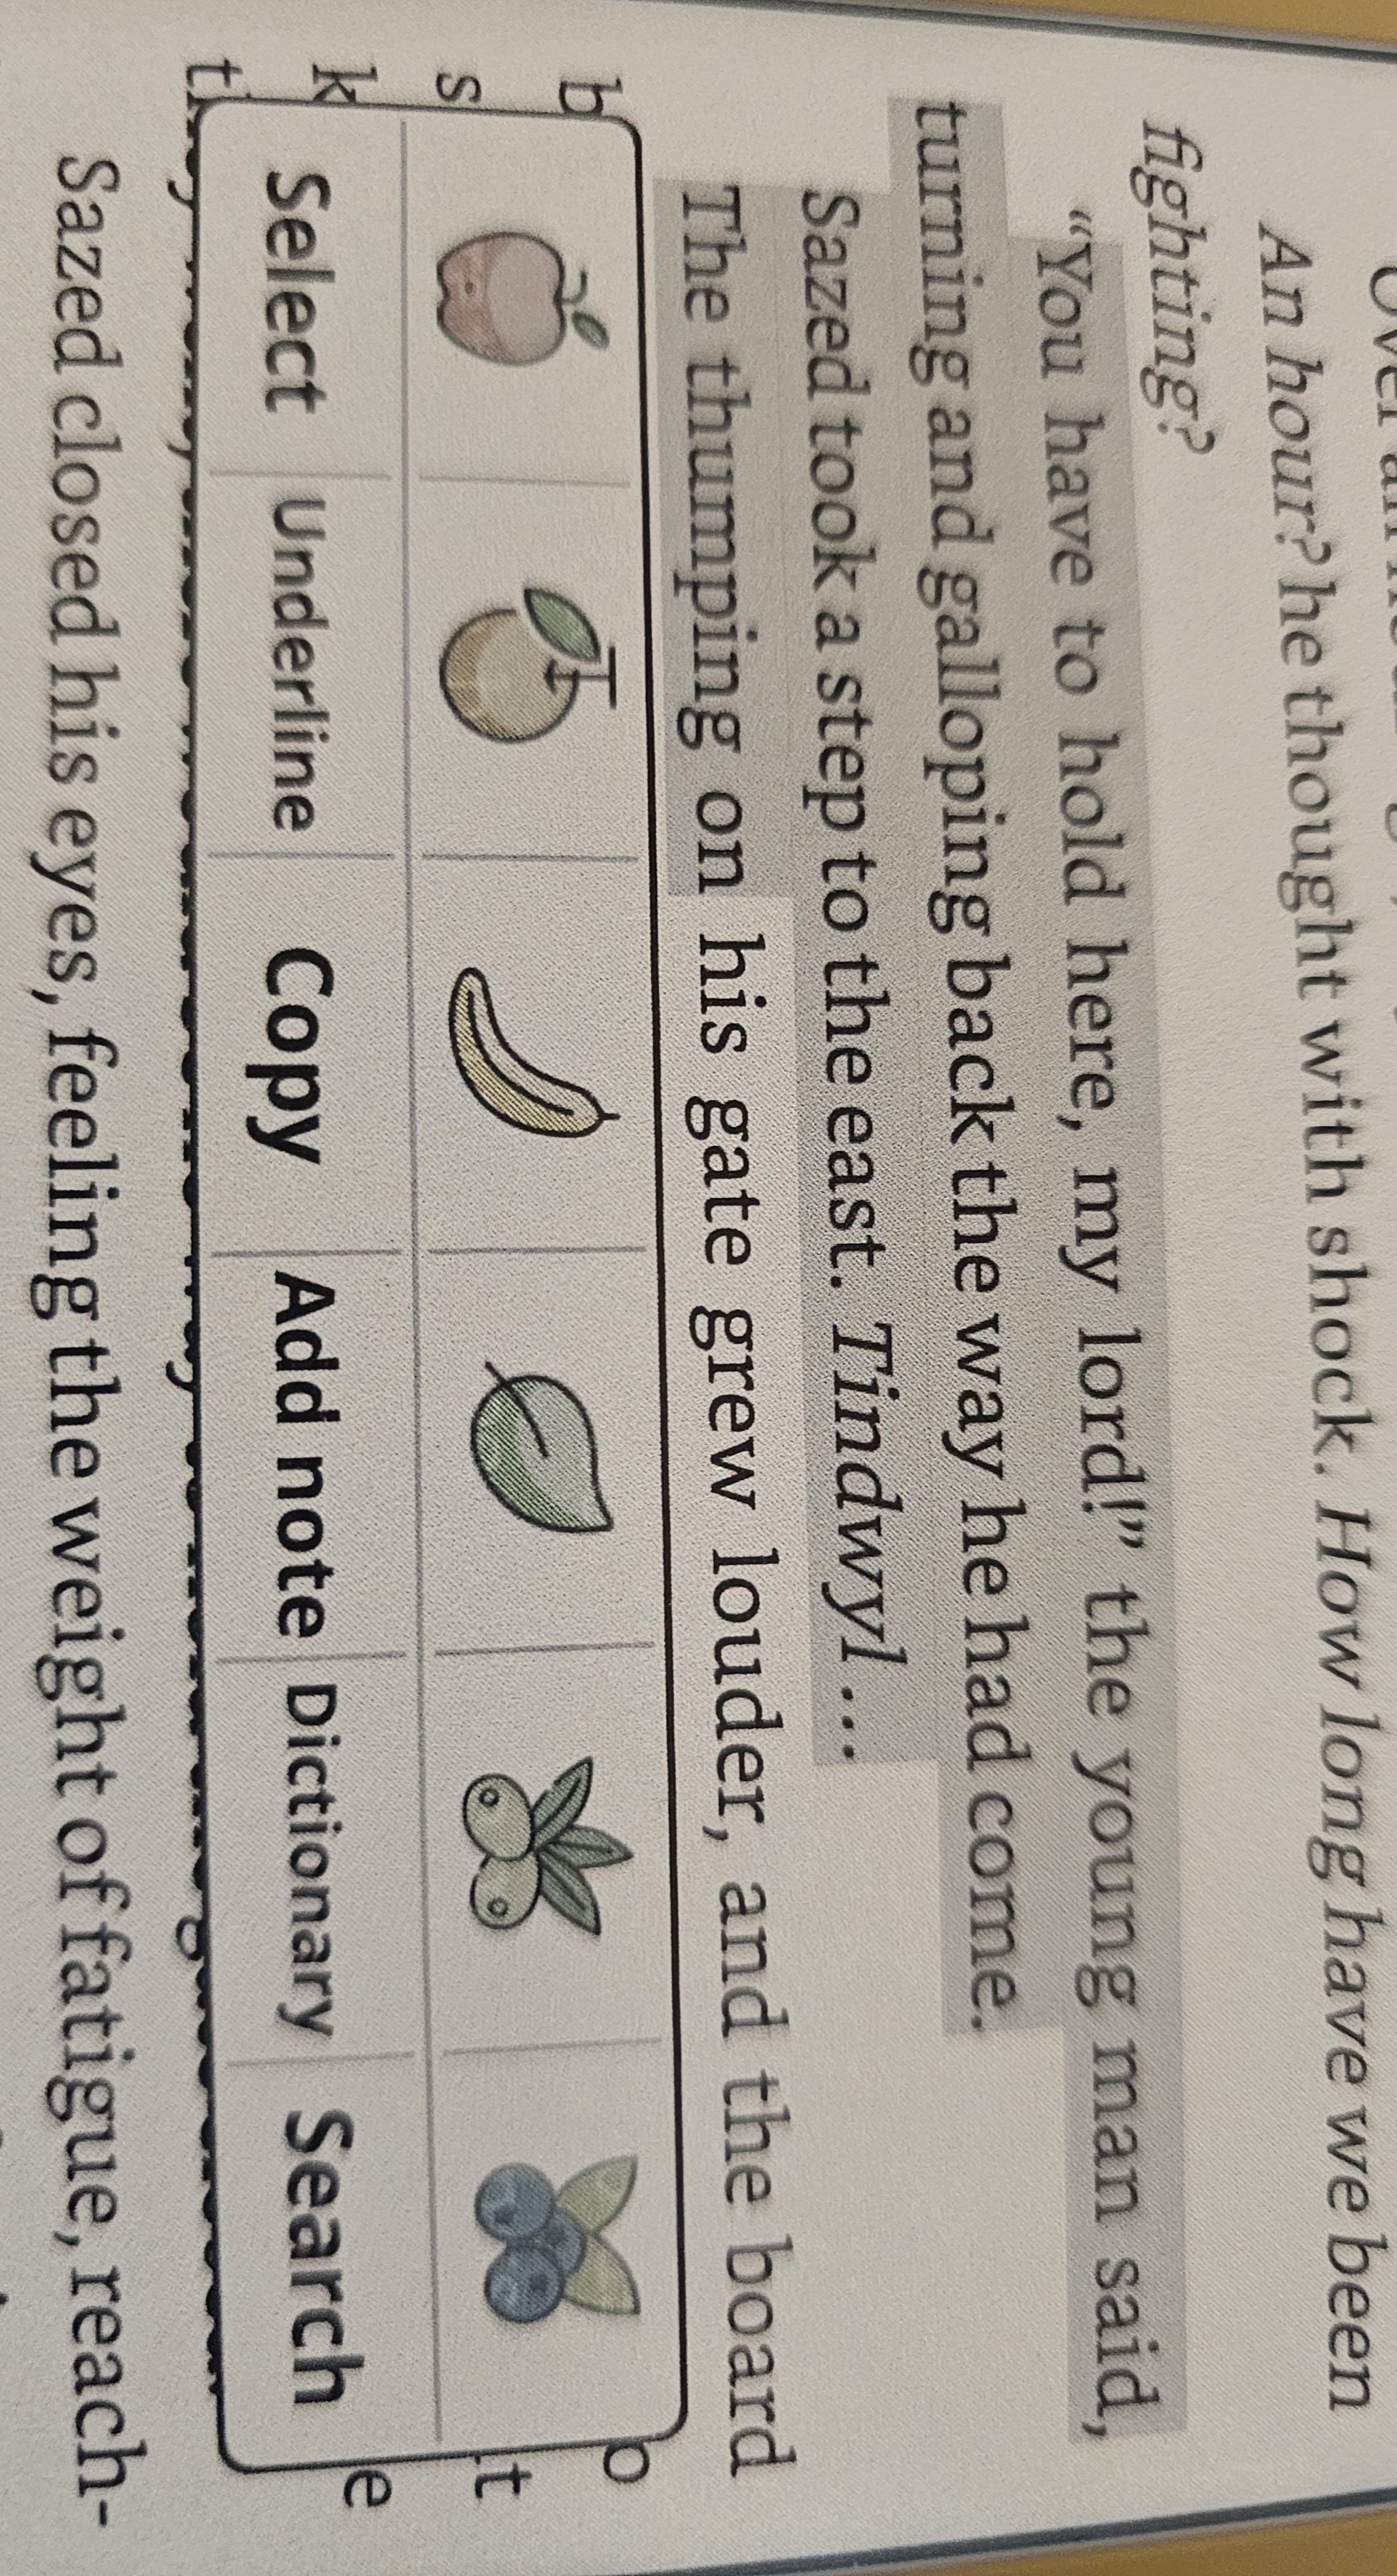 An hour? he thought with shock. How long have we been
fighting?
“You have to hold here, my lord!” the young man said,
turning and galloping back the way he had come.
Sazed took a step to the east. Tindwyl …
The thumping on his gate grew louder, and the board
Select Underline Copy Add note Dictionary Search
Sazed closed his eyes, feeling the weight of fatigue, reach-